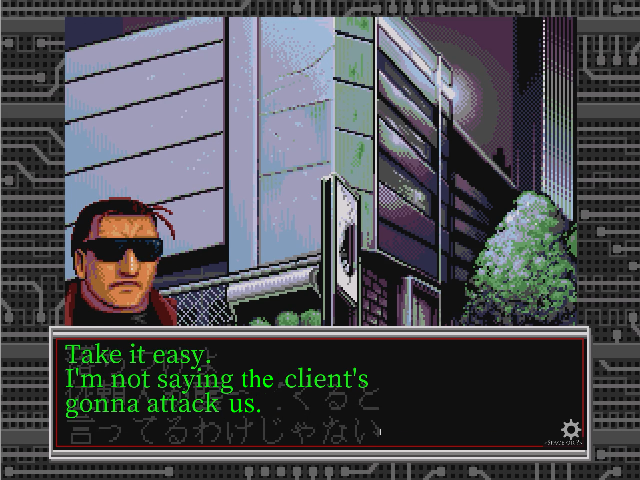 Take it easy.
I'm not saying the client's
gonna attack us.
言ってるわけじゃない